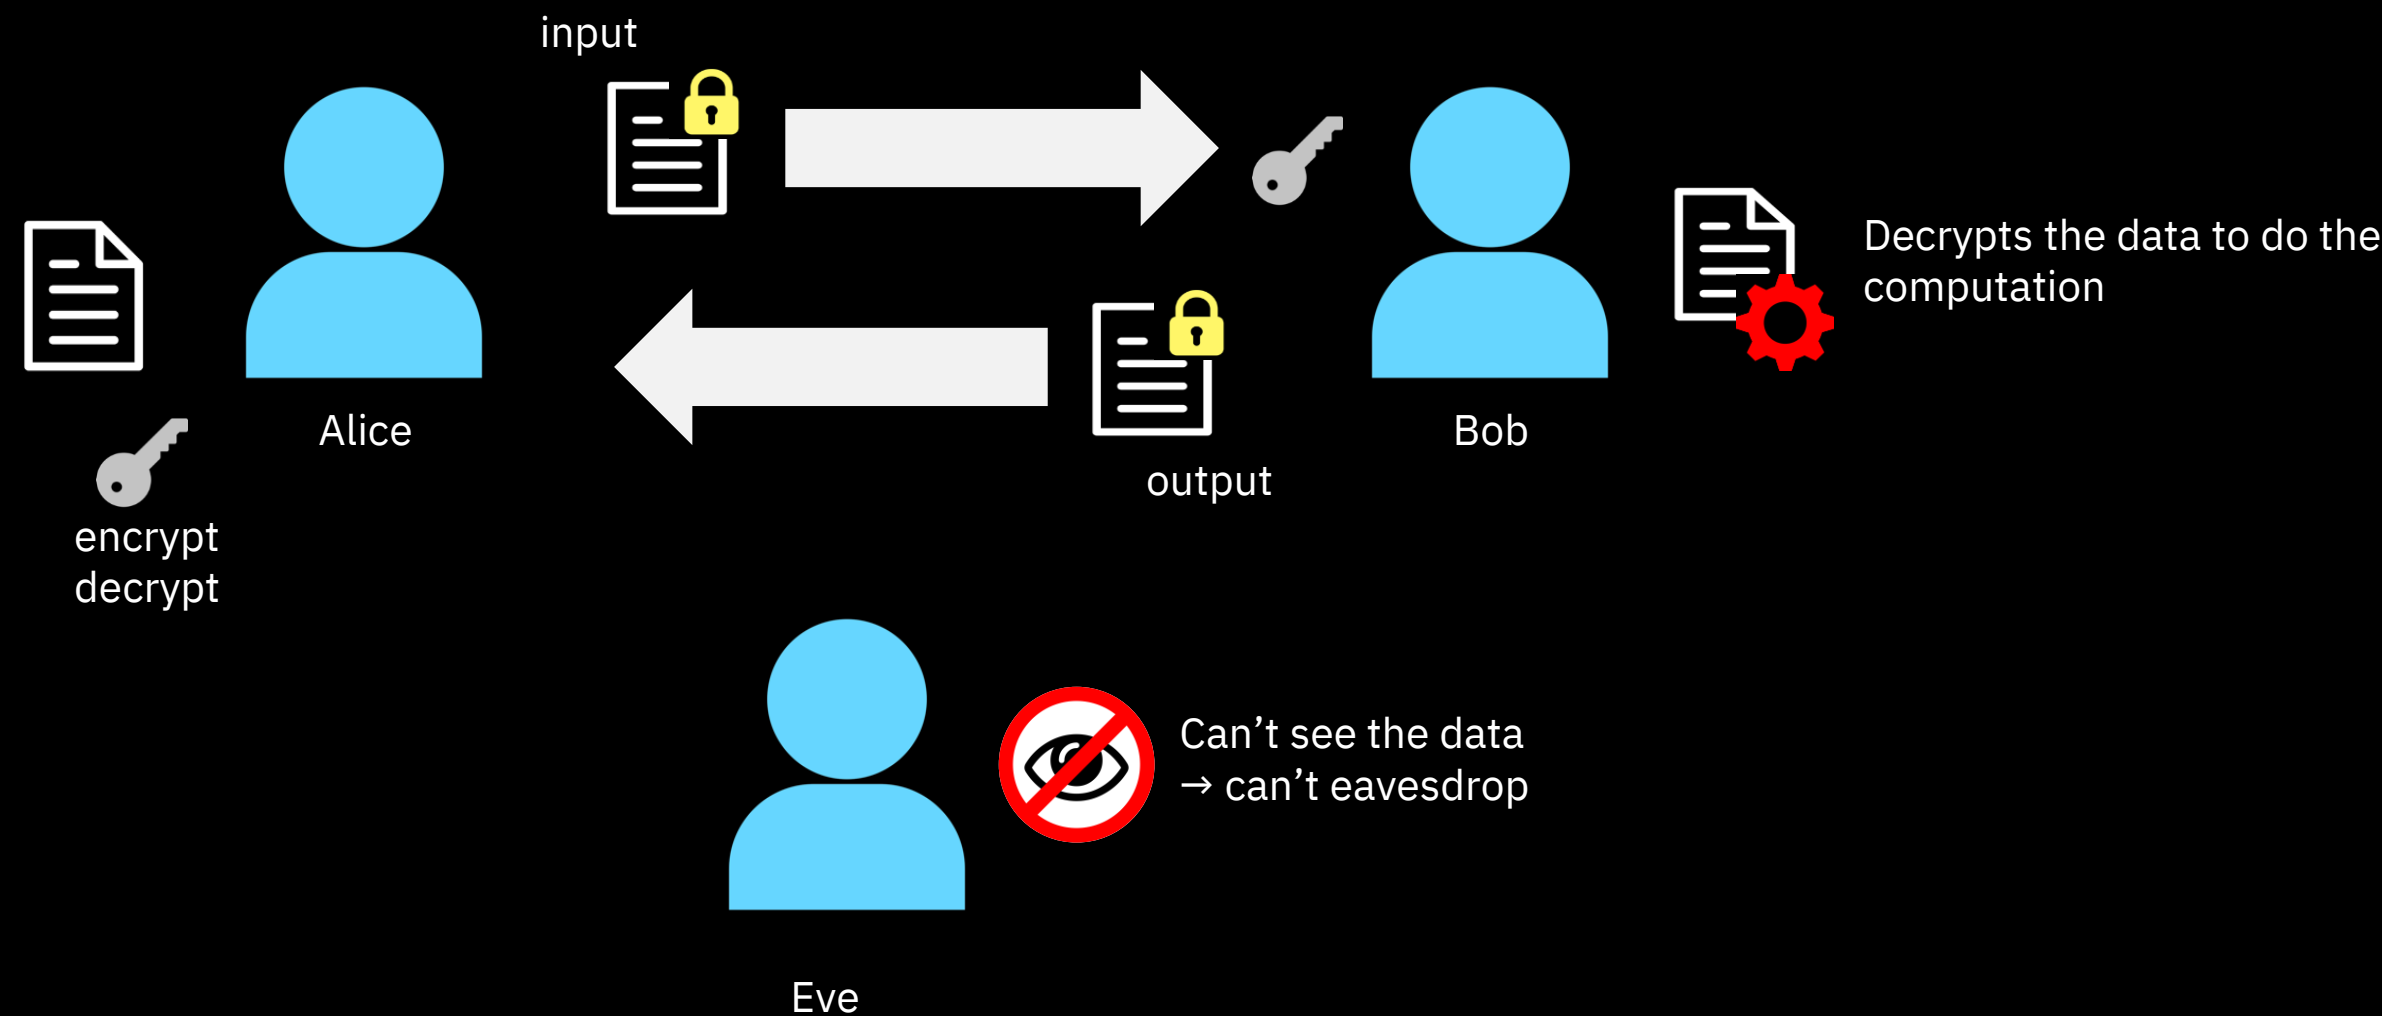 input
Decrypts the data to do the
computation
Alice
Bob
output
encrypt
decrypt
Can’t see the data
→ can’t eavesdrop
Eve